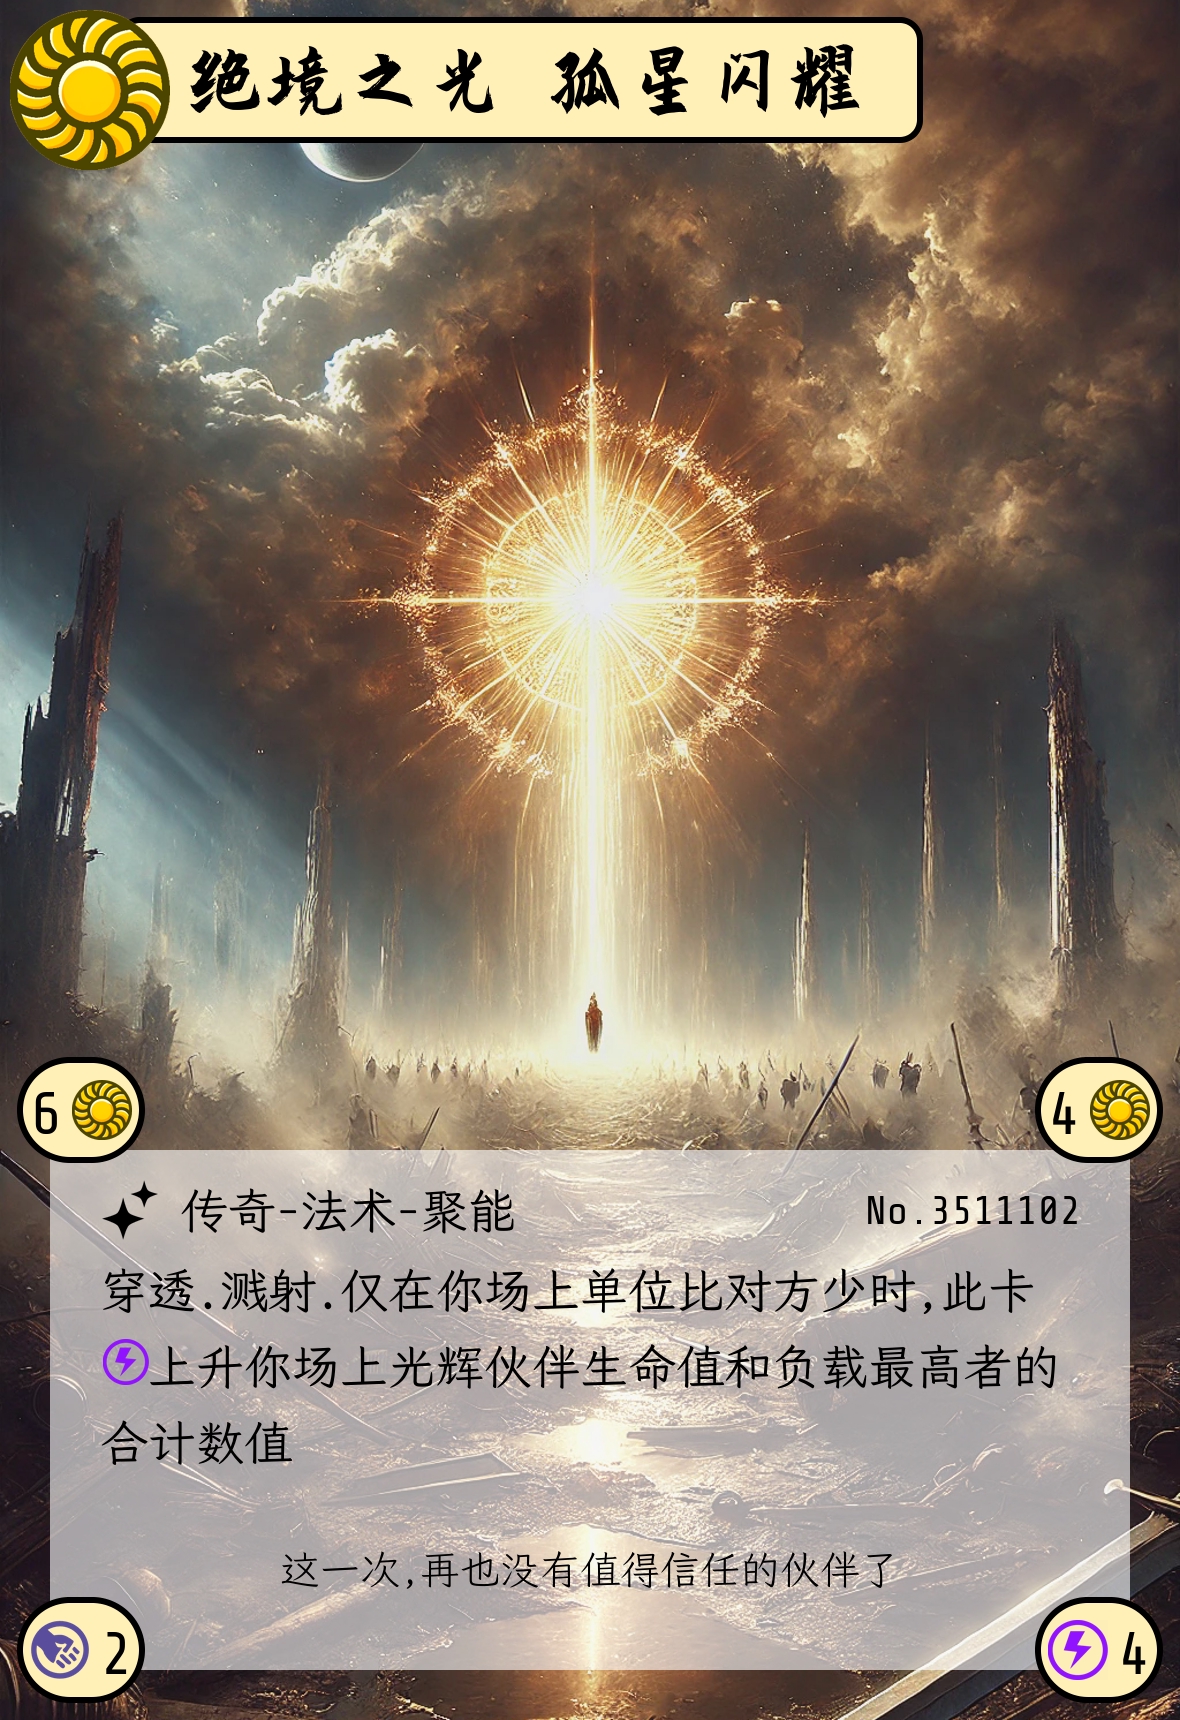 绝境之光 孤星闪耀
6
4
传奇-法术-聚能
No.3511102
穿透.溅射.仅在你场上单位比对方少时,此卡
上升你场上光辉伙伴生命值和负载最高者的
合计数值
这一次,再也没有值得信任的伙伴了
2
4